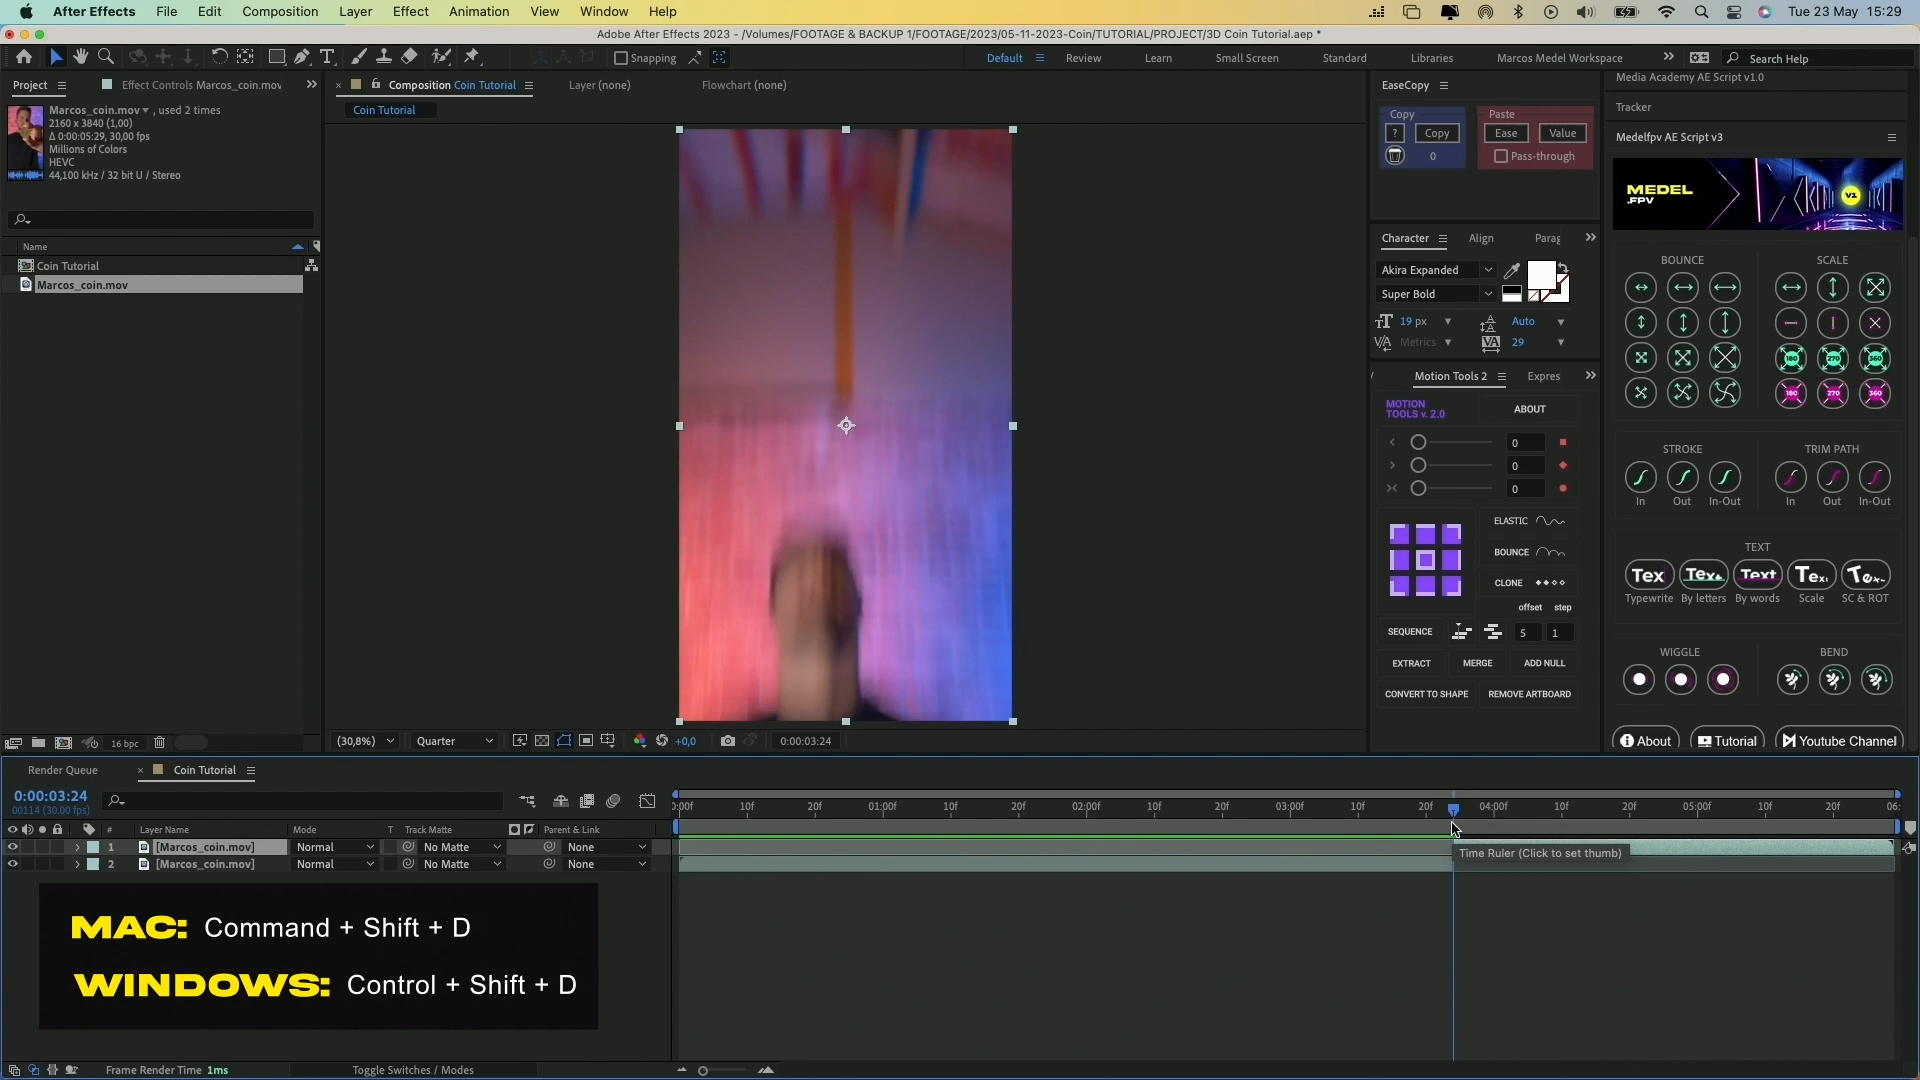 After Effects File Edit Composition Layer Effect Animation View Window Help Tue 23 May 15:29
Adobe After Effects 2023 - /Volumes/FOOTAGE & BACKUP 1/FOOTAGE/2023/05-11-2023-Coin/TUTORIAL/PROJECT/3D Coin Tutorial.aep *
Snapping Default Review Learn Small Screen Standard Libraries Marcos Medel Workspace Search Help
Project Effect Controls Marcos_coin.mov
Composition Coin Tutorial Layer (none) Flowchart (none)
Coin Tutorial
Marcos_coin.mov , used 2 times
2160 x 3840 (1,00)
Δ 0:00:05:29, 30,00 fps
Millions of Colors
HEVC
44,100 kHz / 32 bit U / Stereo
Name
Coin Tutorial
Marcos_coin.mov
16 bpc
(30,8%) Quarter +0,0 0:00:03:24
EaseCopy
Copy Paste
? Copy Ease Value
0 Pass-through
Character Align Parag
Akira Expanded
Super Bold
19 px Auto
Metrics 29
Motion Tools 2 Expres
MOTION TOOLS v. 2.0 ABOUT
0
0
0
ELASTIC
BOUNCE
CLONE
offset step
SEQUENCE 5 1
EXTRACT MERGE ADD NULL
CONVERT TO SHAPE REMOVE ARTBOARD
Media Academy AE Script v1.0
Tracker
Medelfpv AE Script v3
MEDEL
.FPV
V1
BOUNCE SCALE
180 270 360
180 270 360
STROKE TRIM PATH
In Out In-Out In Out In-Out
TEXT
Tex Tex Text Tex Tex
Typewrite By letters By words Scale SC & ROT
WIGGLE BEND
About Tutorial Youtube Channel
Render Queue Coin Tutorial
0:00:03:24
00114 (30.00 fps)
0:00f 10f 20f 01:00f 10f 20f 02:00f 10f 20f 03:00f 10f 20f 04:00f 10f 20f 05:00f 10f 20f 06:
# Layer Name Mode T Track Matte Parent & Link
1 [Marcos_coin.mov] Normal No Matte None
2 [Marcos_coin.mov] Normal No Matte None
Time Ruler (Click to set thumb)
MAC: Command + Shift + D
WINDOWS: Control + Shift + D
Frame Render Time 1ms Toggle Switches / Modes